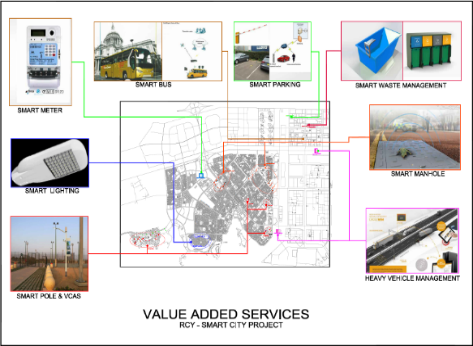 SMART METER
SMART BUS
SMART PARKING
SMART WASTE MANAGEMENT
SMART LIGHTING
SMART MANHOLE
SMART POLE & VCAS
HEAVY VEHICLE MANAGEMENT
VALUE ADDED SERVICES
RCY - SMART CITY PROJECT